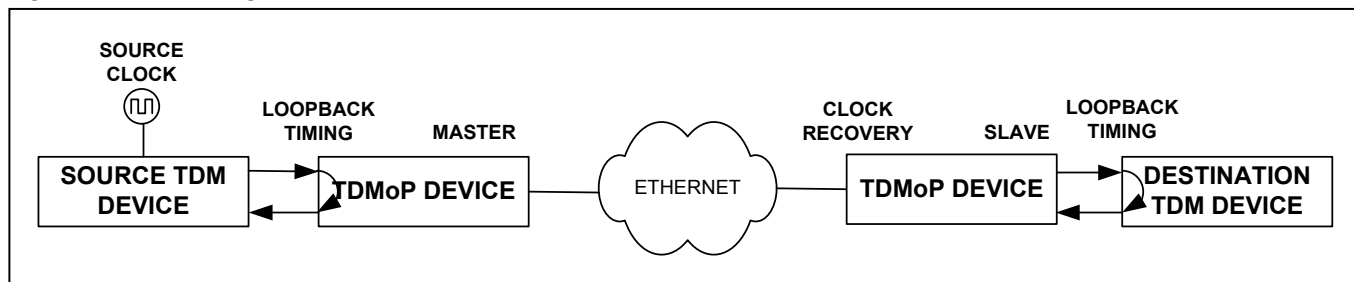 SOURCE
CLOCK
LOOPBACK
TIMING
MASTER
CLOCK
RECOVERY
SLAVE
LOOPBACK
TIMING
SOURCE TDM
DEVICE
TDMoP DEVICE
ETHERNET
TDMoP DEVICE
DESTINATION
TDM DEVICE